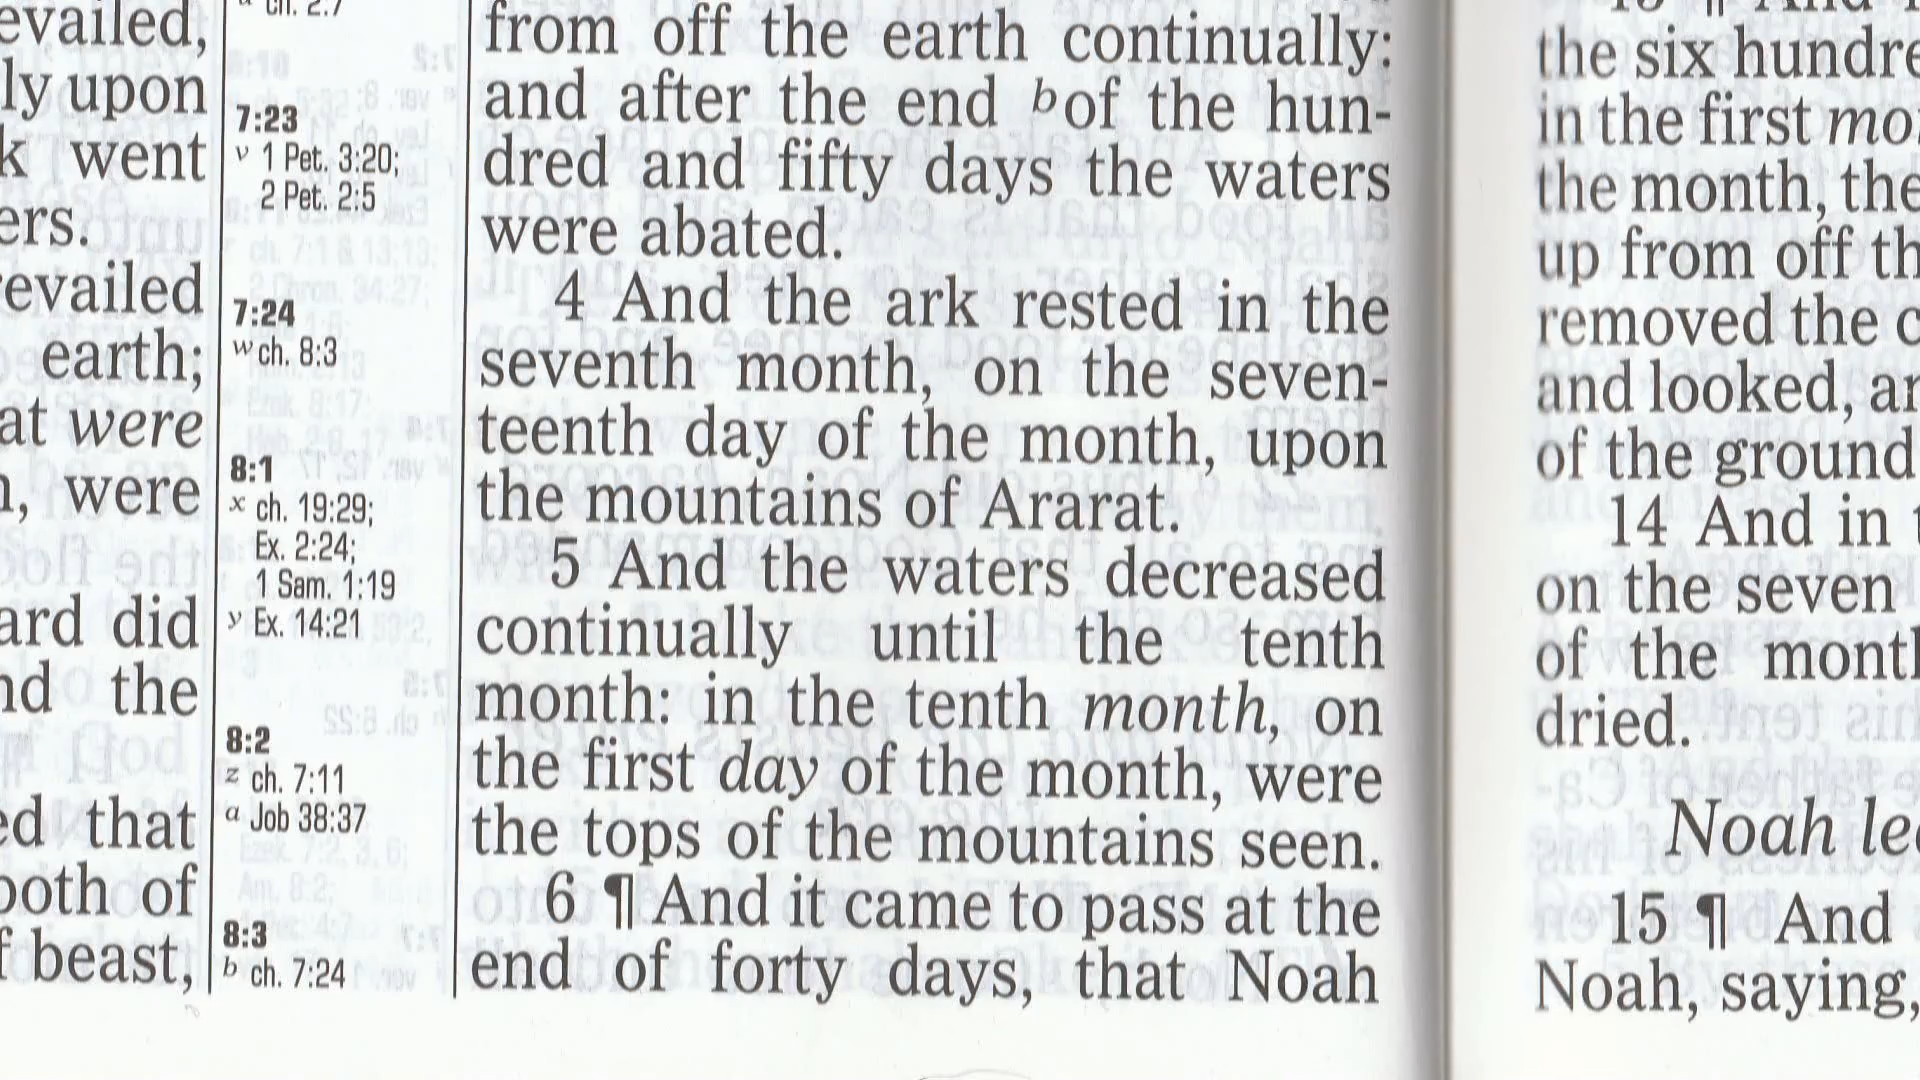 evailed,
ly upon
k went
ers.
evailed
earth;
at were
, were
ard did
nd the
ed that
ooth of
f beast,
ch. 2:7
7:23
v 1 Pet. 3:20;
2 Pet. 2:5
7:24
w ch. 8:3
8:1
x ch. 19:29;
Ex. 2:24;
1 Sam. 1:19
y Ex. 14:21
8:2
z ch. 7:11
a Job 38:37
8:3
b ch. 7:24
from off the earth continually:
and after the end b of the hun-
dred and fifty days the waters
were abated.
4 And the ark rested in the
seventh month, on the seven-
teenth day of the month, upon
the mountains of Ararat.
5 And the waters decreased
continually until the tenth
month: in the tenth month, on
the first day of the month, were
the tops of the mountains seen.
6 ¶ And it came to pass at the
end of forty days, that Noah
the six hundre
in the first mo
the month, the
up from off th
removed the c
and looked, an
of the ground
14 And in t
on the seven
of the month
dried.
Noah lea
15 ¶ And
Noah, saying,